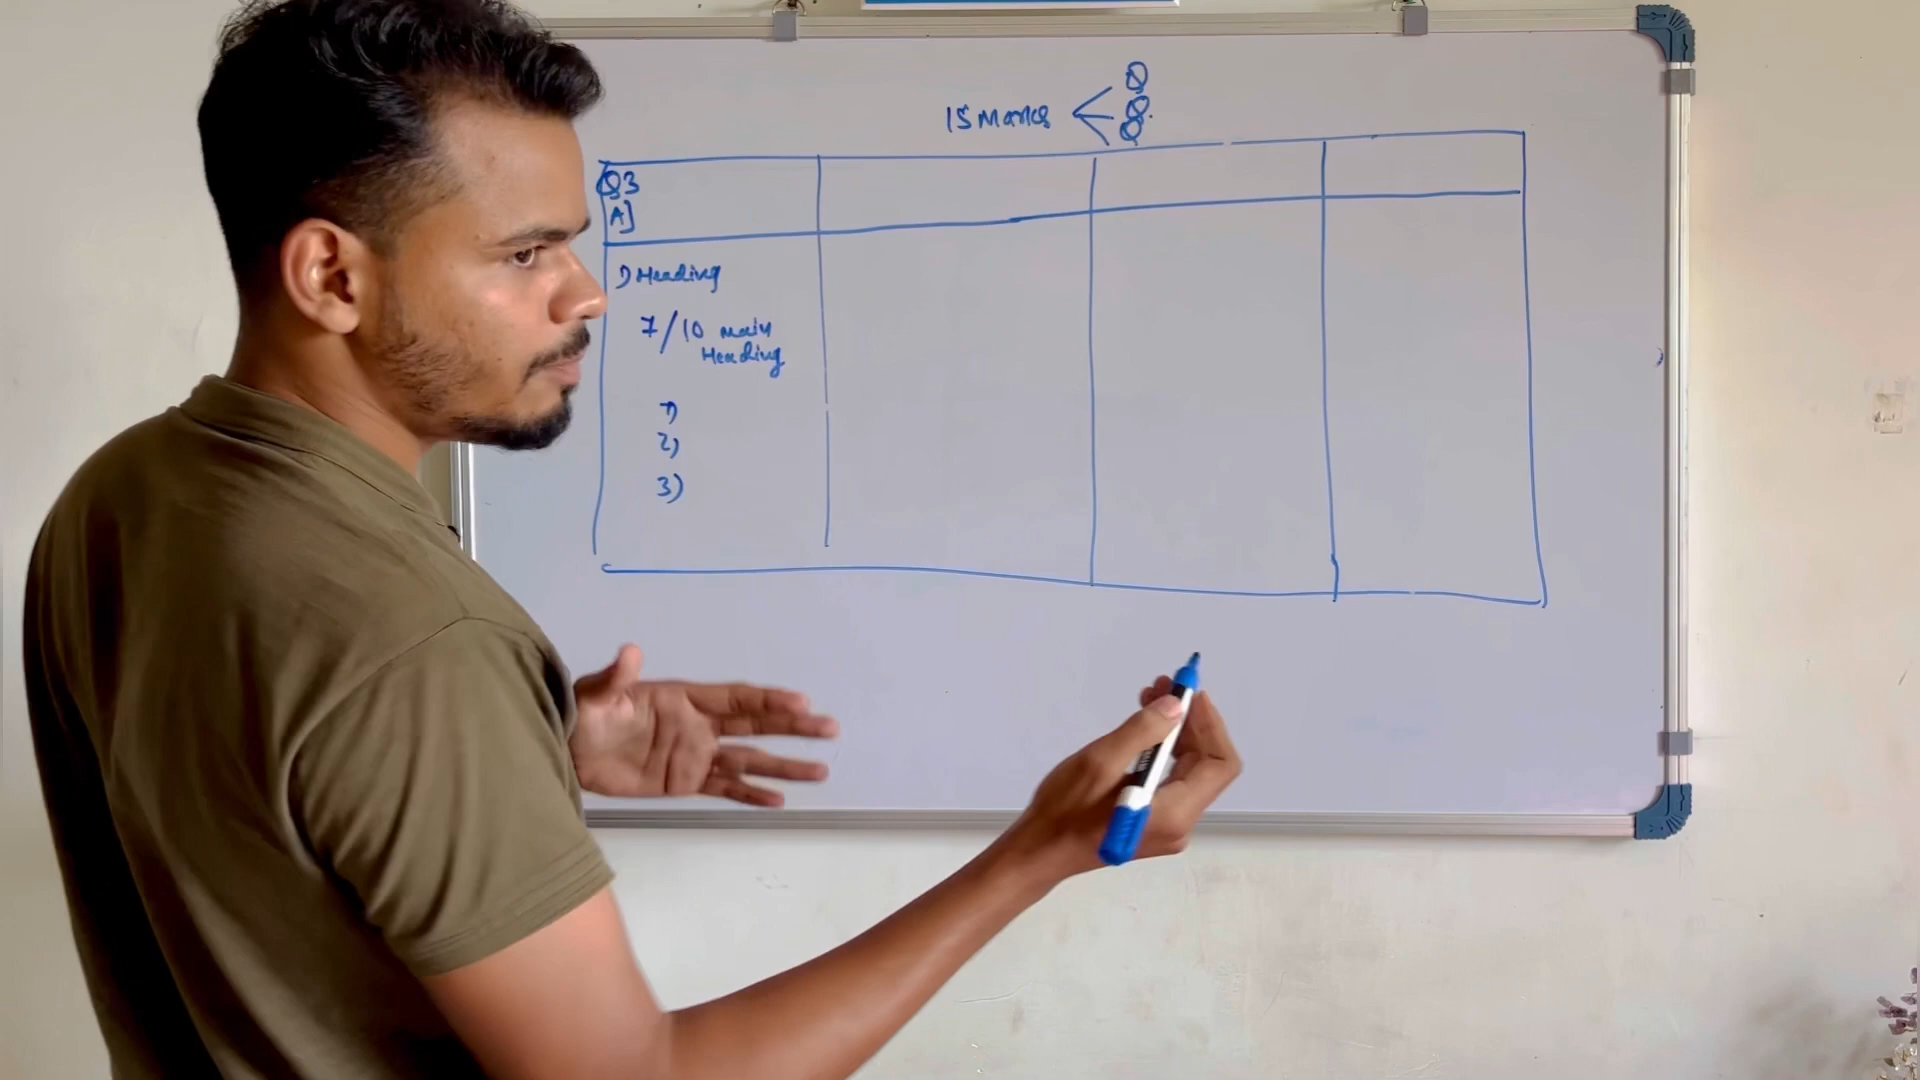 15 Marks
Q
Q.
Q
Q3
A]
1) Heading
7/10 main
Heading
1)
2)
3)